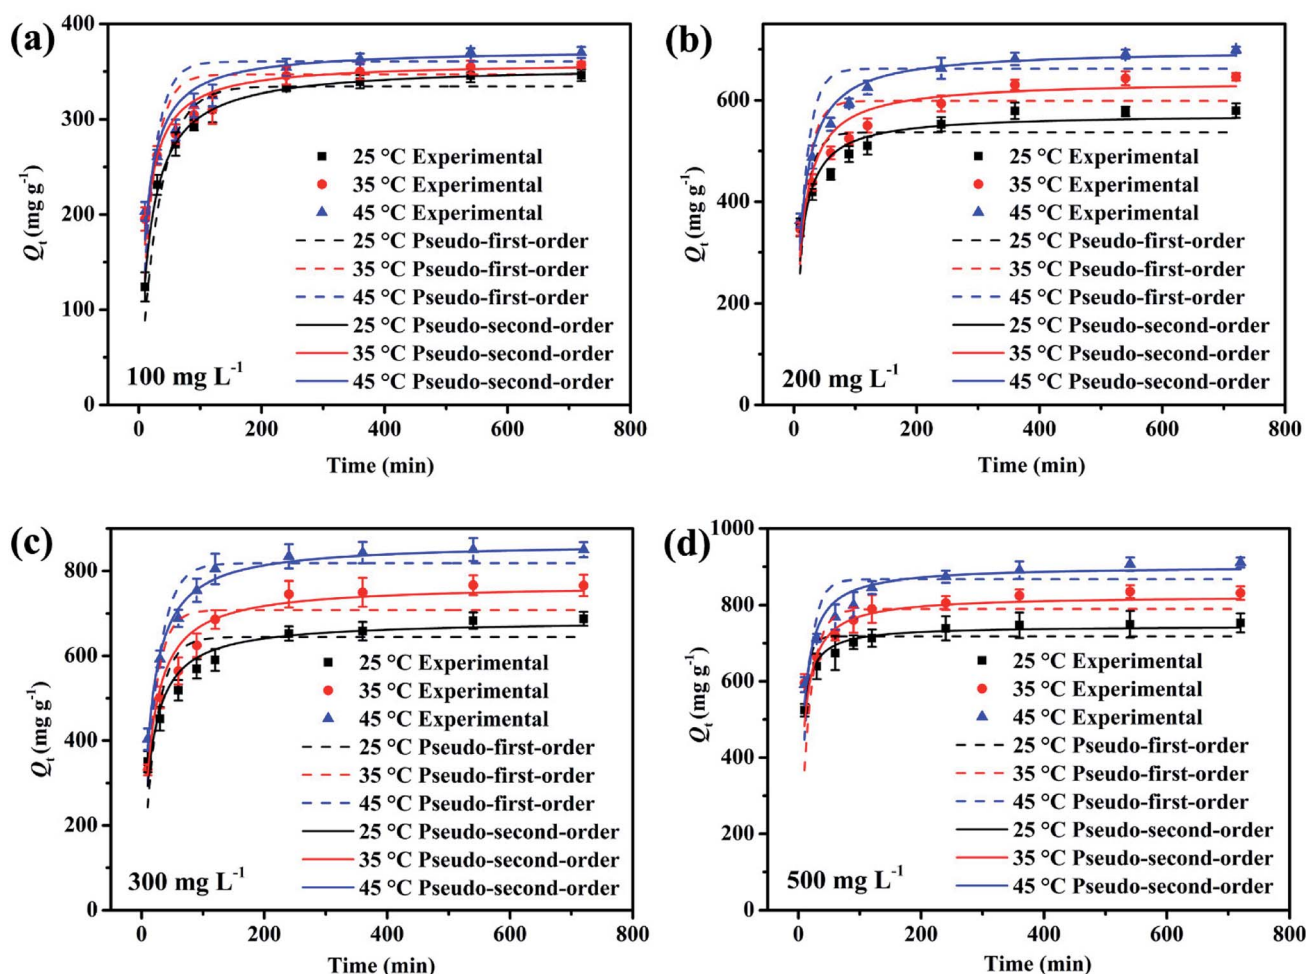 (a)
400
300
200
100
0
Qt (mg g-1)
25 °C Experimental
35 °C Experimental
45 °C Experimental
25 °C Pseudo-first-order
35 °C Pseudo-first-order
45 °C Pseudo-first-order
25 °C Pseudo-second-order
35 °C Pseudo-second-order
45 °C Pseudo-second-order
100 mg L-1
0 200 400 600 800
Time (min)
(b)
600
400
200
0
Qt (mg g-1)
25 °C Experimental
35 °C Experimental
45 °C Experimental
25 °C Pseudo-first-order
35 °C Pseudo-first-order
45 °C Pseudo-first-order
25 °C Pseudo-second-order
35 °C Pseudo-second-order
45 °C Pseudo-second-order
200 mg L-1
0 200 400 600 800
Time (min)
(c)
800
600
400
200
0
Qt (mg g-1)
25 °C Experimental
35 °C Experimental
45 °C Experimental
25 °C Pseudo-first-order
35 °C Pseudo-first-order
45 °C Pseudo-first-order
25 °C Pseudo-second-order
35 °C Pseudo-second-order
45 °C Pseudo-second-order
300 mg L-1
0 200 400 600 800
Time (min)
(d)
1000
800
600
400
200
0
Qt (mg g-1)
25 °C Experimental
35 °C Experimental
45 °C Experimental
25 °C Pseudo-first-order
35 °C Pseudo-first-order
45 °C Pseudo-first-order
25 °C Pseudo-second-order
35 °C Pseudo-second-order
45 °C Pseudo-second-order
500 mg L-1
0 200 400 600 800
Time (min)